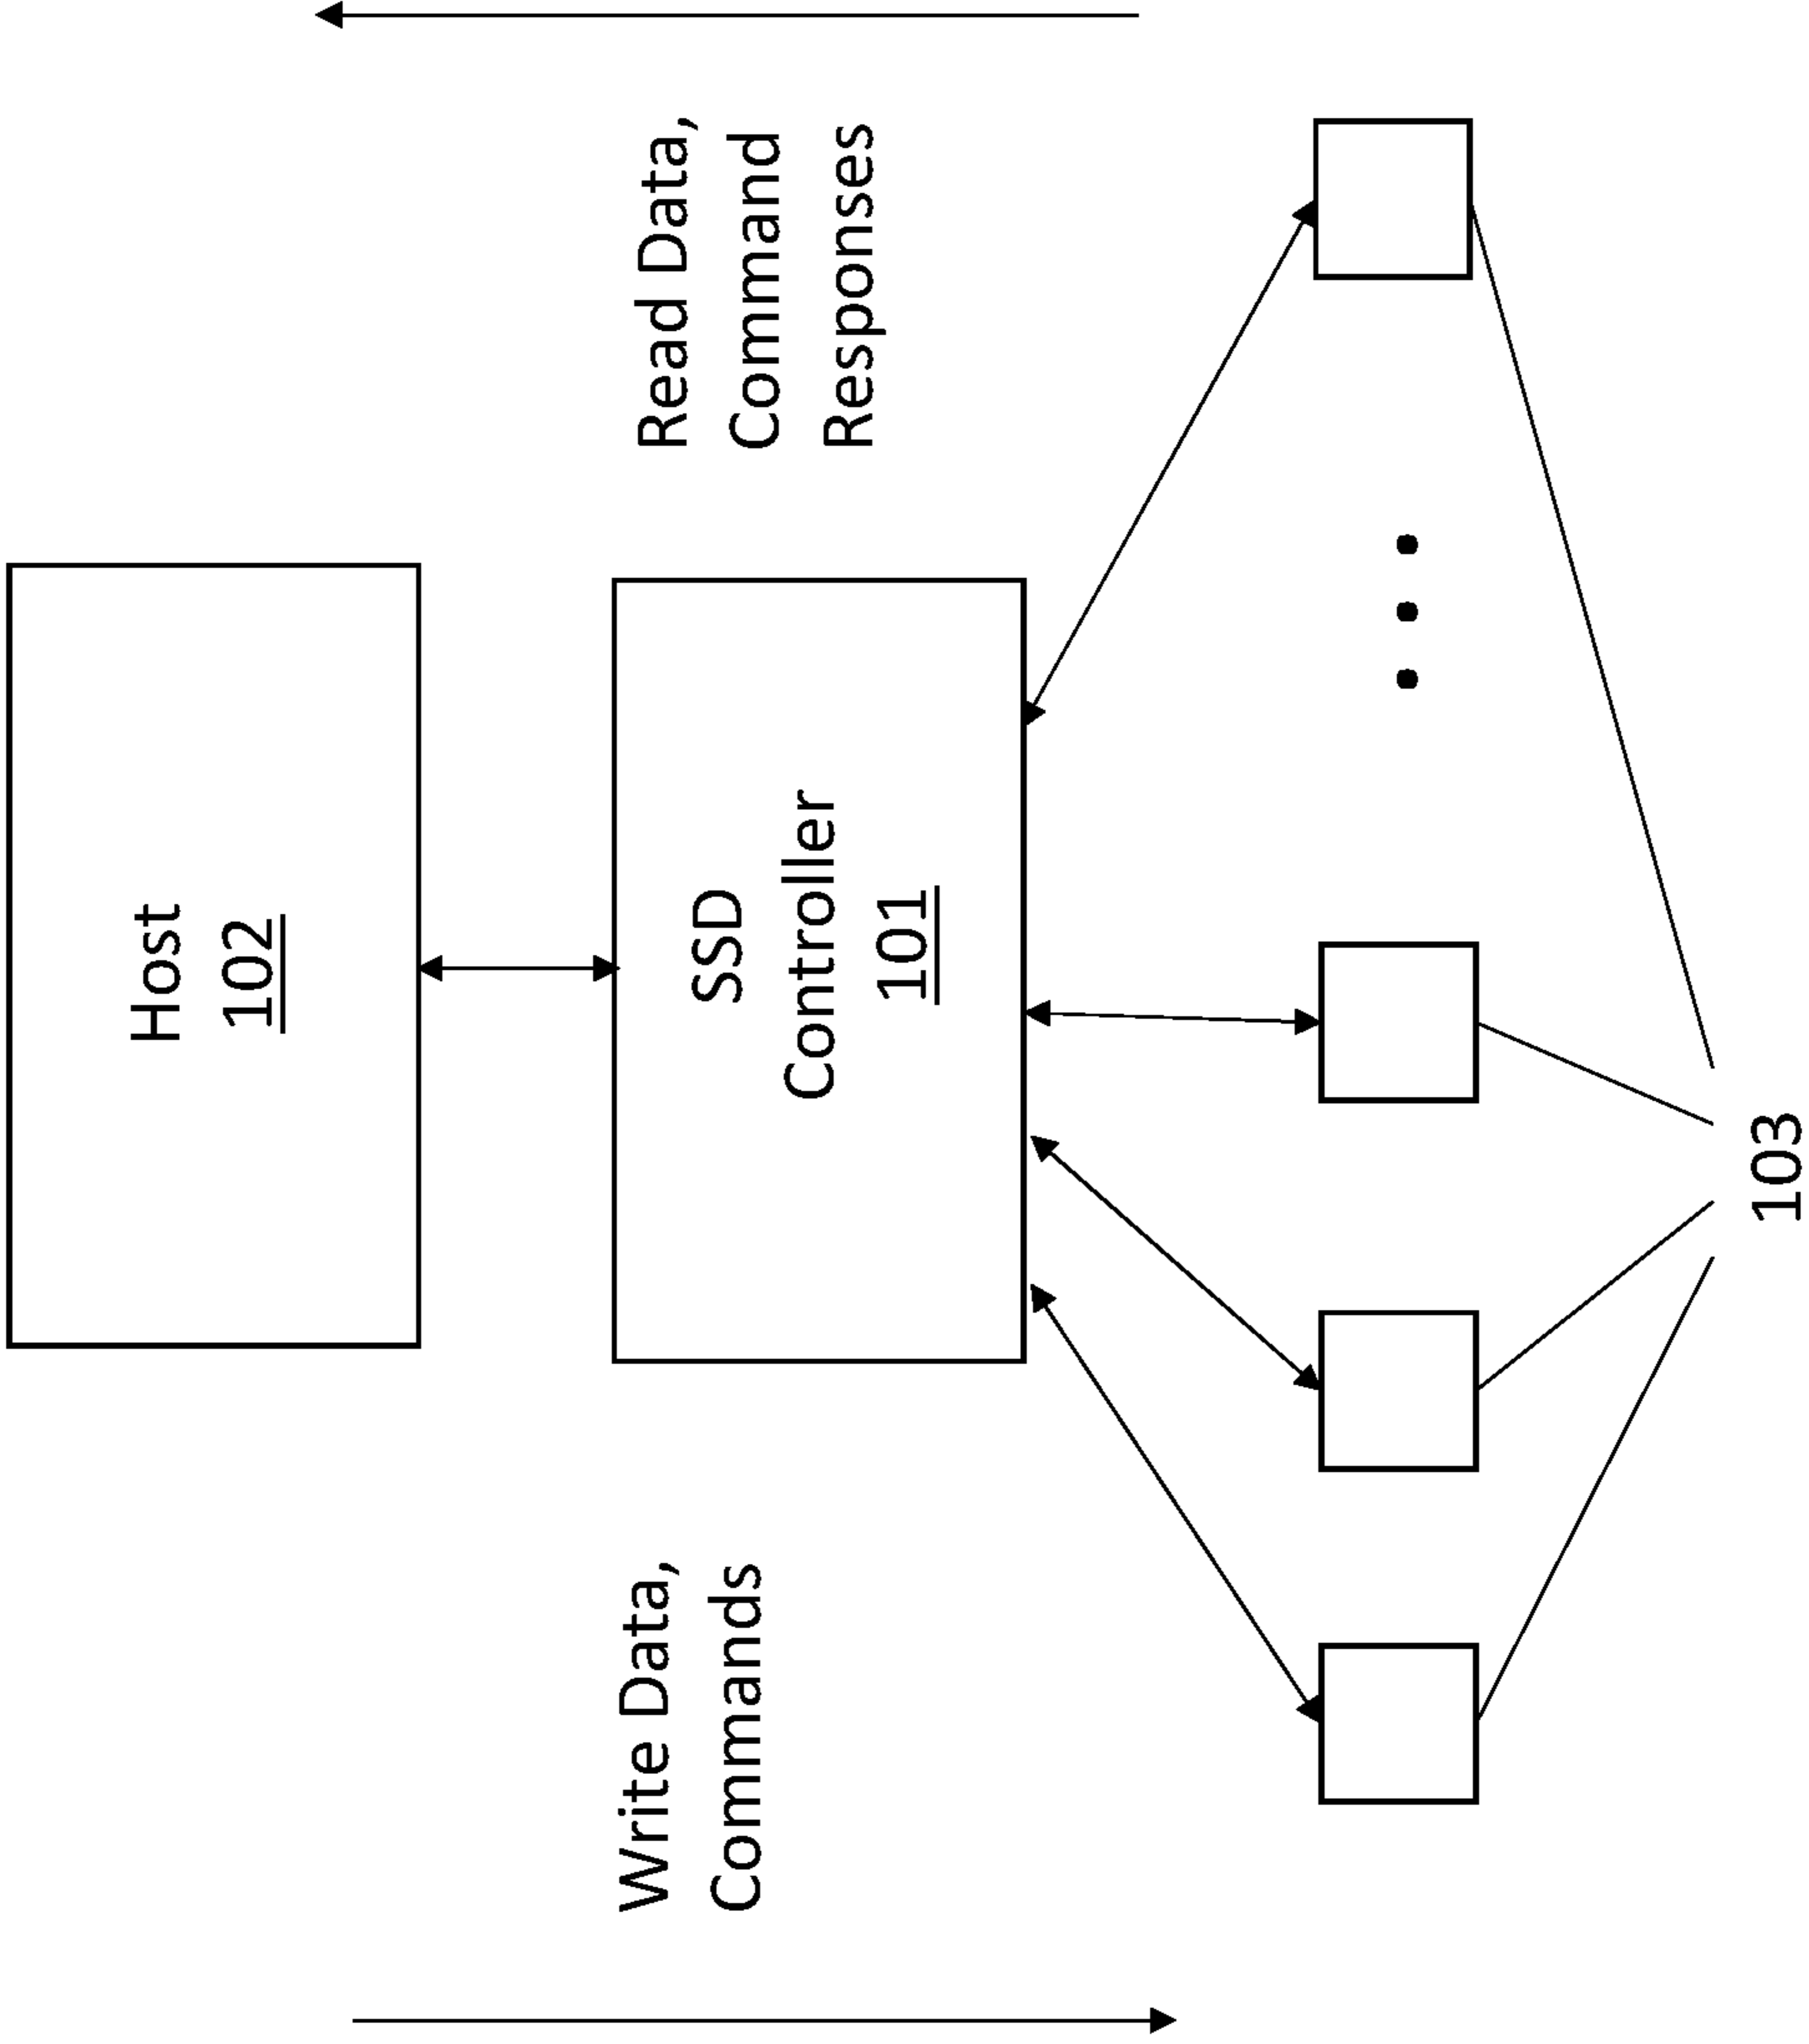 Host
102
Write Data,
Commands
SSD
Controller
101
Read Data,
Command
Responses
103